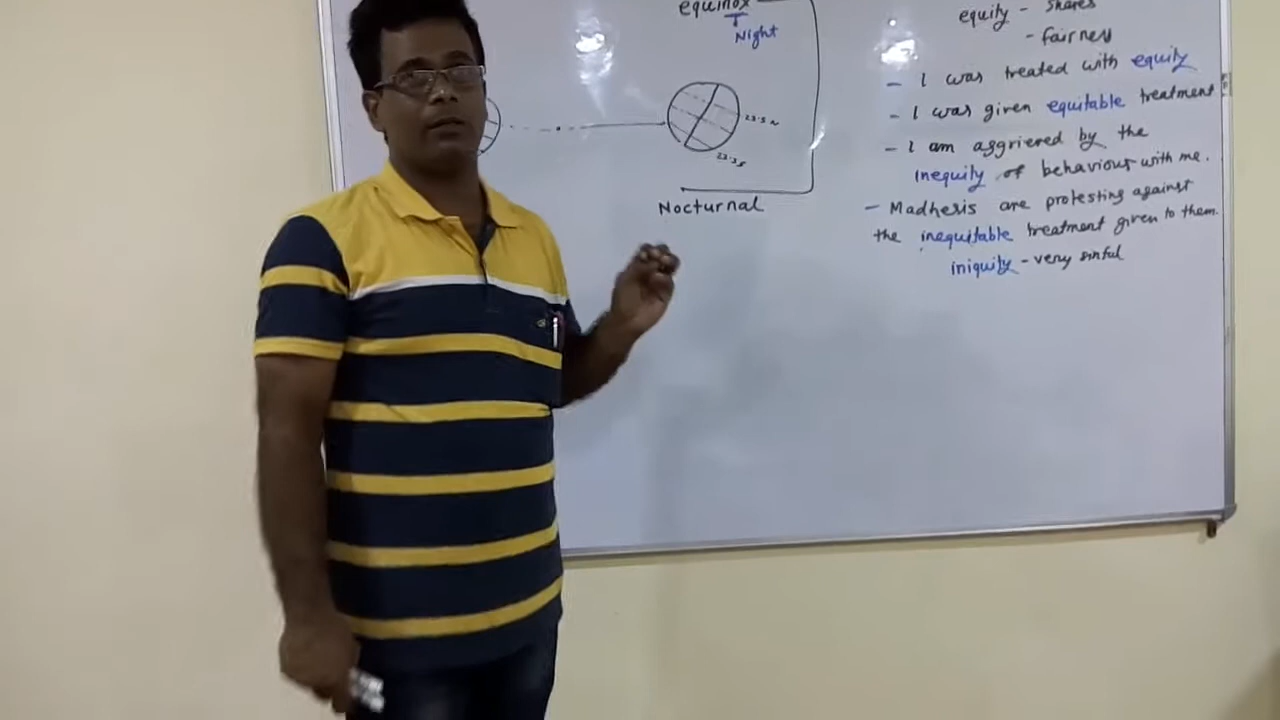 equinox
Night
23.5 N
23.5 S
Nocturnal
equity - shares
- fairness
- I was treated with equity
- I was given equitable treatment
- I am aggriered by the
inequity of behaviour with me.
- Madhesis are protesting against
the inequitable treatment given to them.
iniquity - very sinful